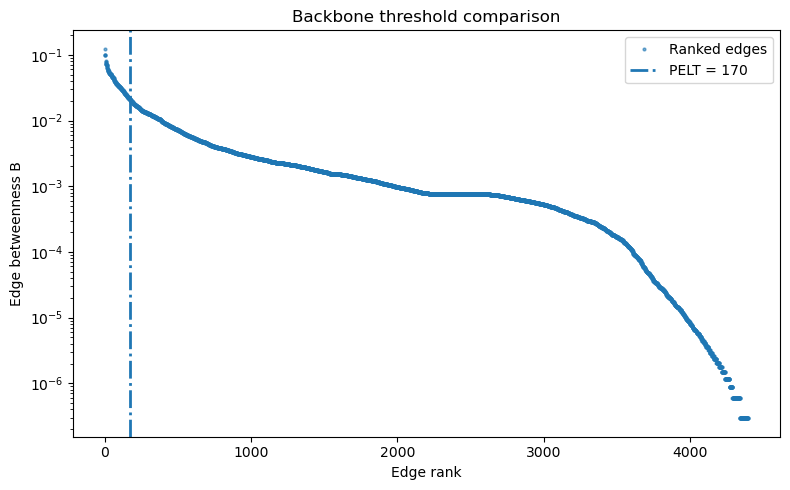 Backbone threshold comparison
Ranked edges
PELT = 170
Edge betweenness B
10⁻¹
10⁻²
10⁻³
10⁻⁴
10⁻⁵
10⁻⁶
0 1000 2000 3000 4000
Edge rank